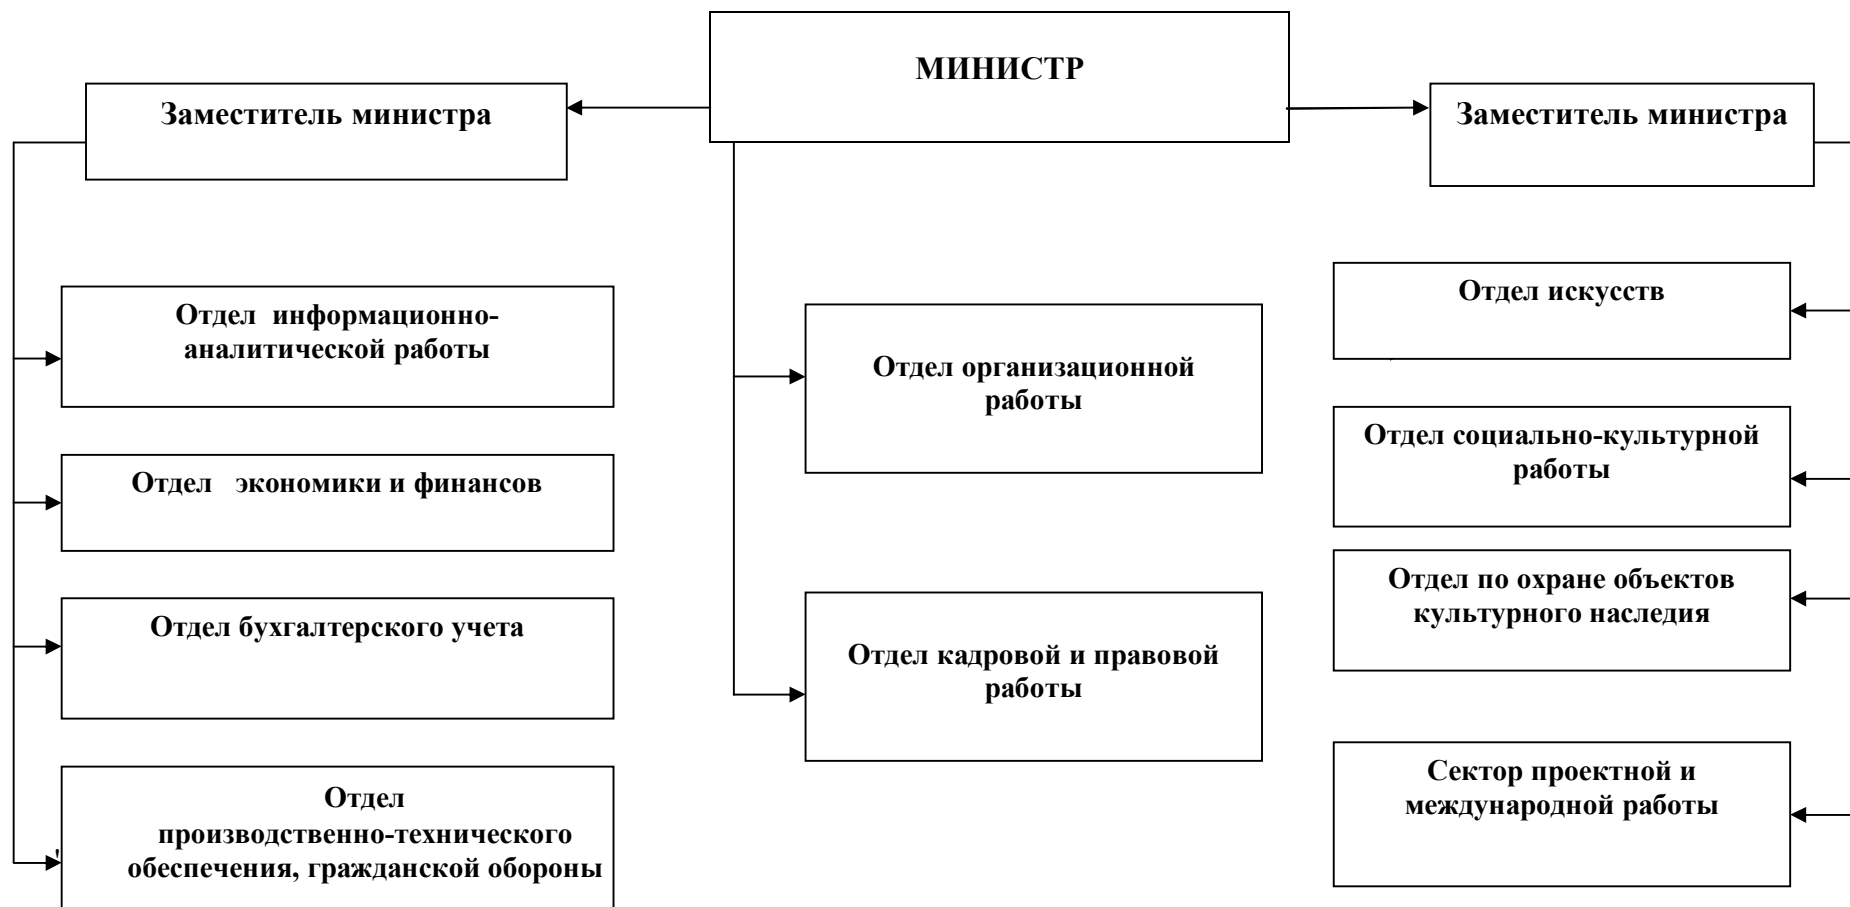 МИНИСТР
Заместитель министра
Заместитель министра
Отдел информационно-
аналитической работы
Отдел экономики и финансов
Отдел бухгалтерского учета
Отдел
производственно-технического
обеспечения, гражданской обороны
Отдел организационной
работы
Отдел кадровой и правовой
работы
Отдел искусств
Отдел социально-культурной
работы
Отдел по охране объектов
культурного наследия
Сектор проектной и
международной работы